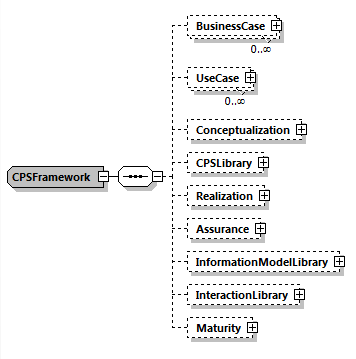 BusinessCase
0..∞
UseCase
0..∞
Conceptualization
CPSLibrary
CPSFramework
Realization
Assurance
InformationModelLibrary
InteractionLibrary
Maturity